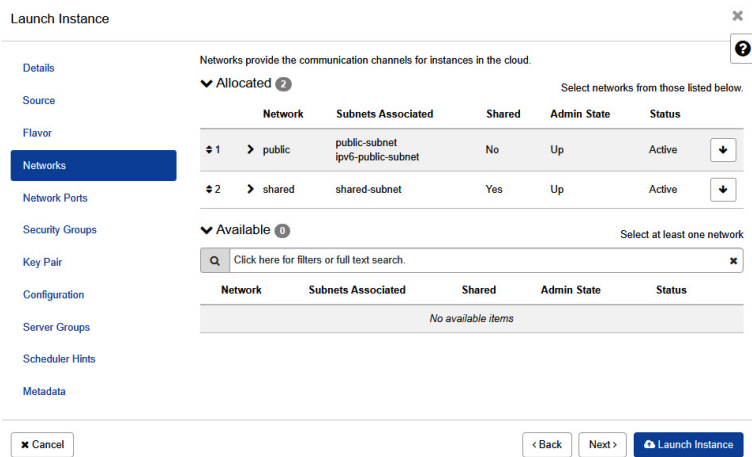 Launch Instance
Networks provide the communication channels for instances in the cloud.
Details
Source
Flavor
Networks
Network Ports
Security Groups
Key Pair
Configuration
Server Groups
Scheduler Hints
Metadata
Allocated 2
Select networks from those listed below.
Network Subnets Associated Shared Admin State Status
1 public public-subnet No Up Active
ipv6-public-subnet
2 shared shared-subnet Yes Up Active
Available 0
Select at least one network
Click here for filters or full text search.
Network Subnets Associated Shared Admin State Status
No available items
Cancel
< Back
Next >
Launch Instance